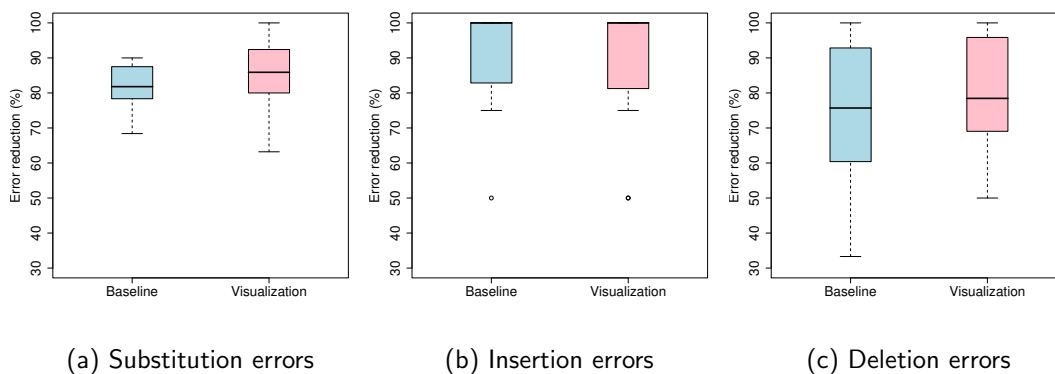 Error reduction (%)
100
90
80
70
60
50
40
30
Baseline
Visualization
(a) Substitution errors
Error reduction (%)
100
90
80
70
60
50
40
30
Baseline
Visualization
(b) Insertion errors
Error reduction (%)
100
90
80
70
60
50
40
30
Baseline
Visualization
(c) Deletion errors